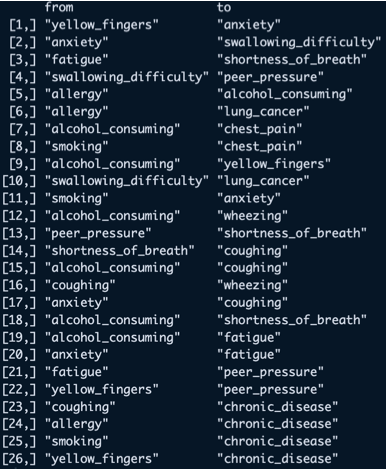 from to
[1,] "yellow_fingers" "anxiety"
[2,] "anxiety" "swallowing_difficulty"
[3,] "fatigue" "shortness_of_breath"
[4,] "swallowing_difficulty" "peer_pressure"
[5,] "allergy" "alcohol_consuming"
[6,] "allergy" "lung_cancer"
[7,] "alcohol_consuming" "chest_pain"
[8,] "smoking" "chest_pain"
[9,] "alcohol_consuming" "yellow_fingers"
[10,] "swallowing_difficulty" "lung_cancer"
[11,] "smoking" "anxiety"
[12,] "alcohol_consuming" "wheezing"
[13,] "peer_pressure" "shortness_of_breath"
[14,] "shortness_of_breath" "coughing"
[15,] "alcohol_consuming" "coughing"
[16,] "coughing" "wheezing"
[17,] "anxiety" "coughing"
[18,] "alcohol_consuming" "shortness_of_breath"
[19,] "alcohol_consuming" "fatigue"
[20,] "anxiety" "fatigue"
[21,] "fatigue" "peer_pressure"
[22,] "yellow_fingers" "peer_pressure"
[23,] "coughing" "chronic_disease"
[24,] "allergy" "chronic_disease"
[25,] "smoking" "chronic_disease"
[26,] "yellow_fingers" "chronic_disease"